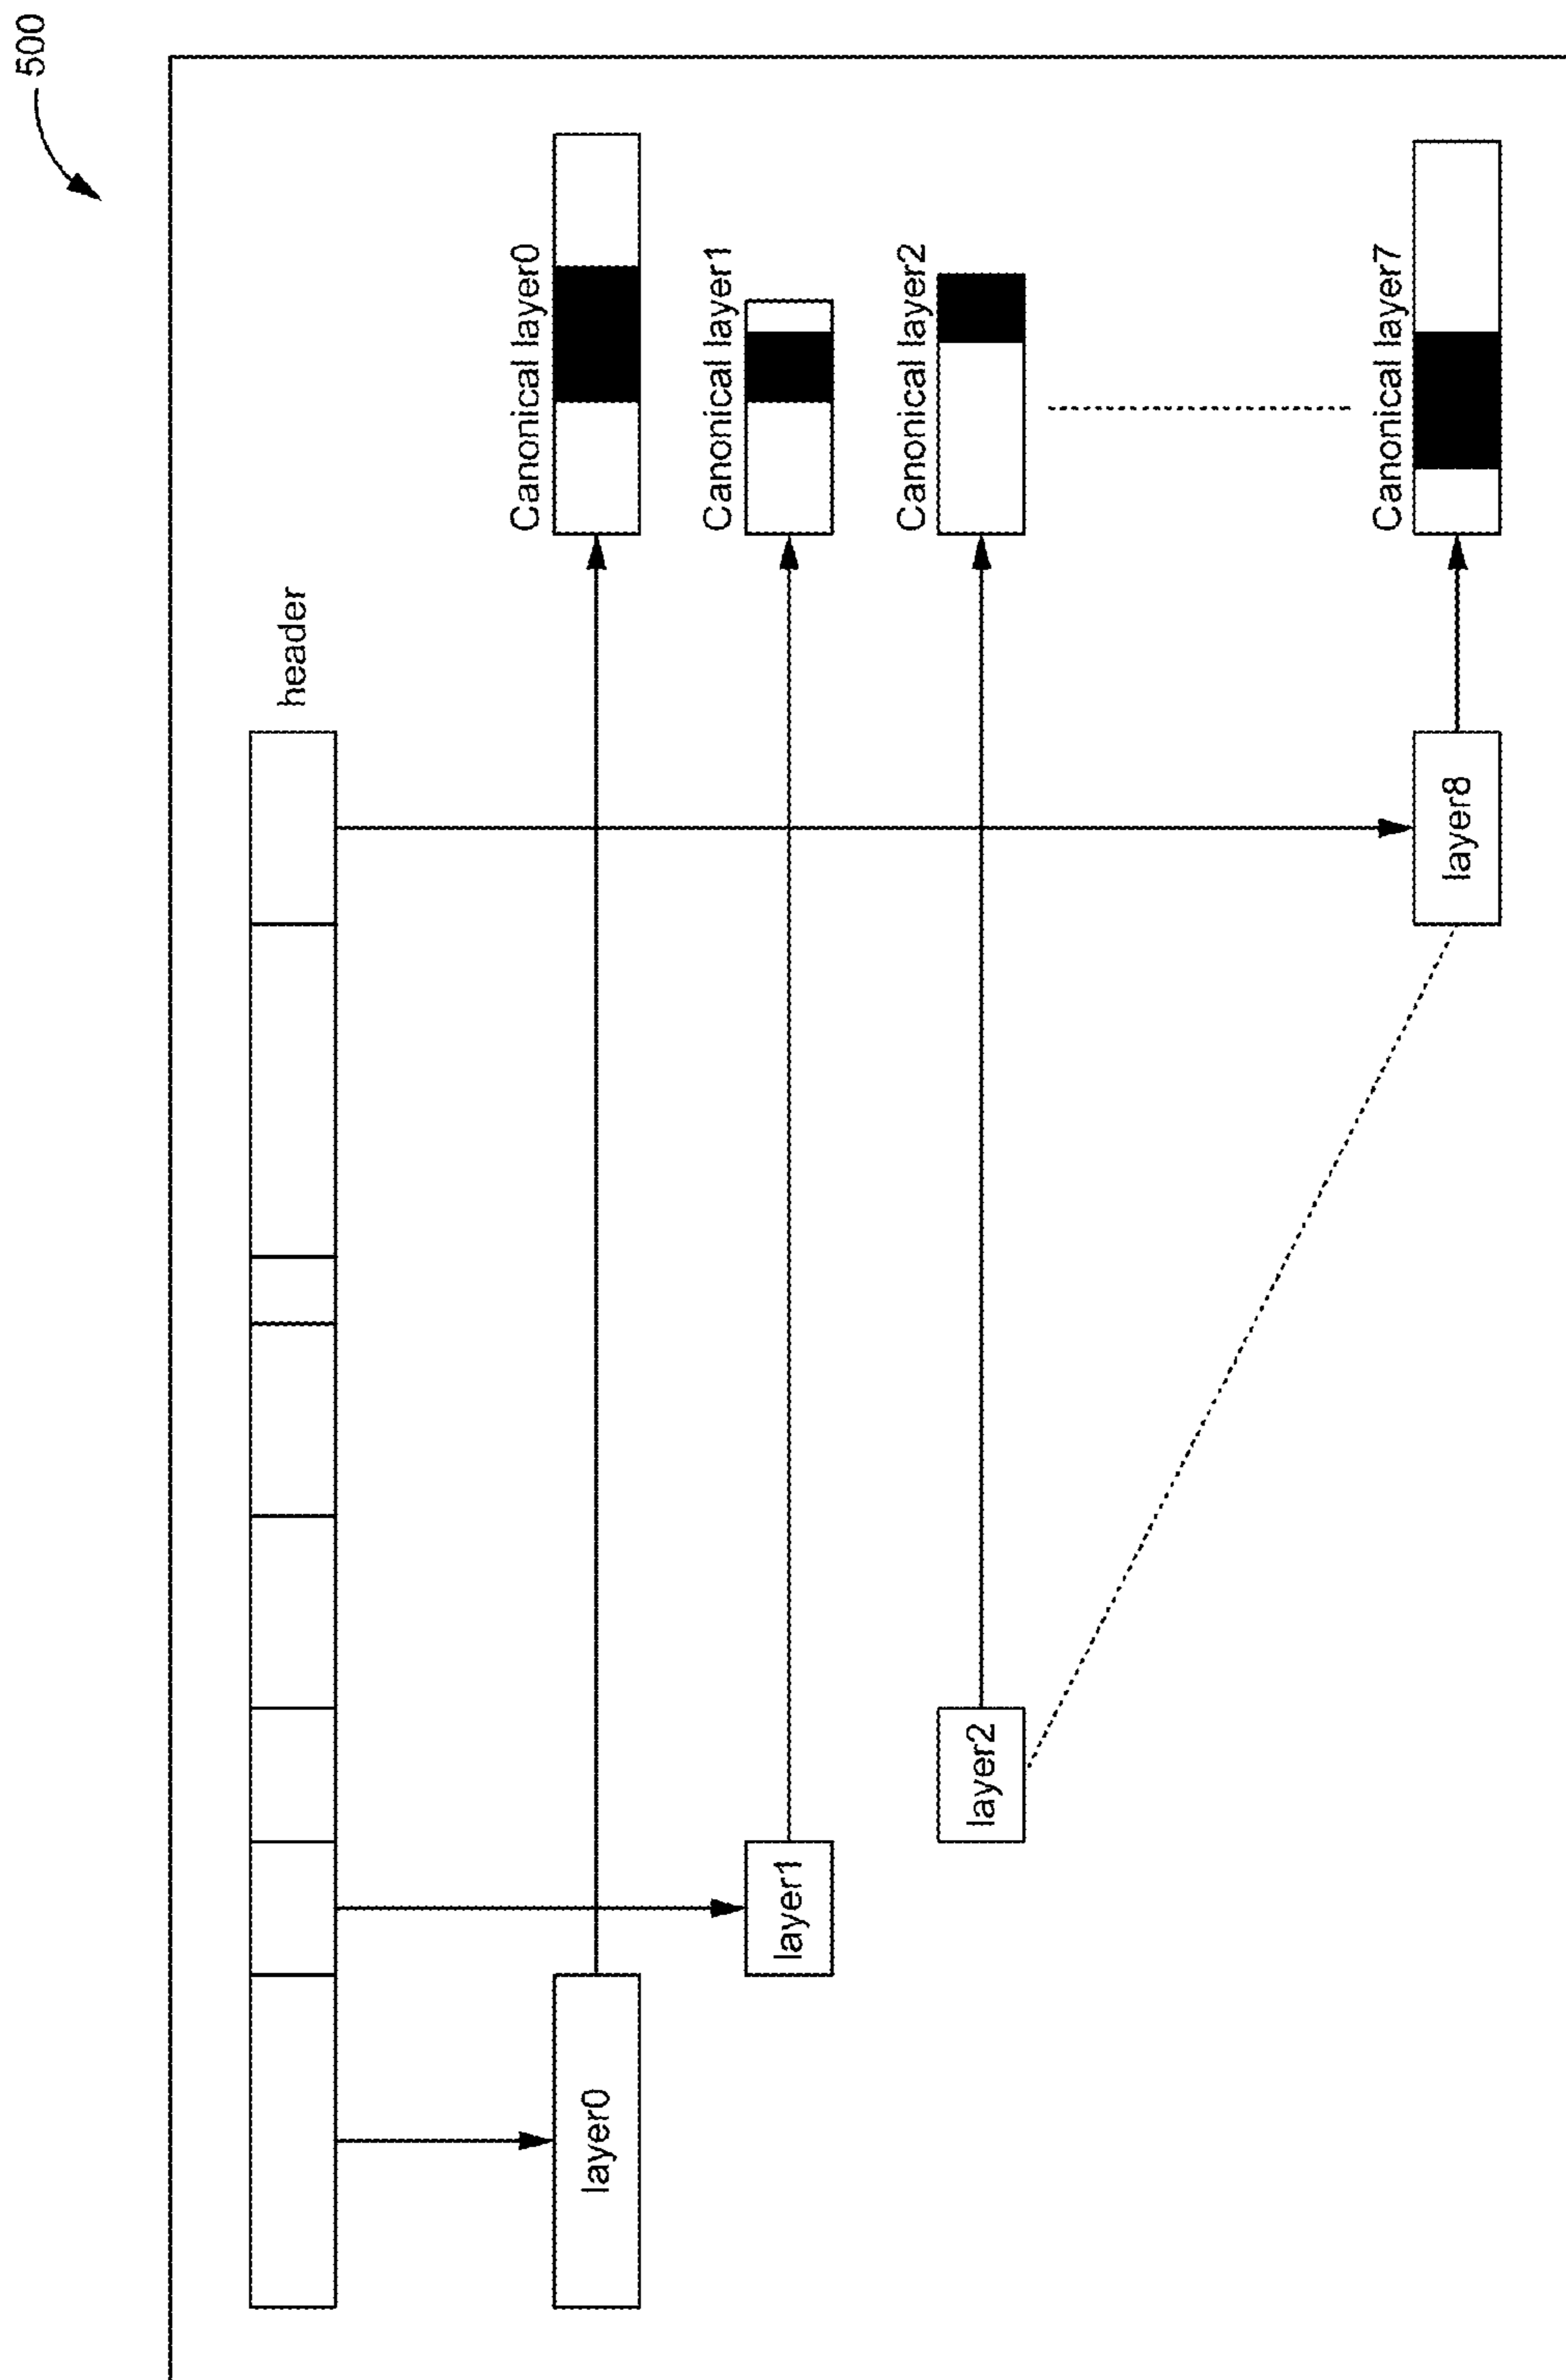 500
header
layer0
Canonical layer0
layer1
Canonical layer1
layer2
Canonical layer2
layer8
Canonical layer7